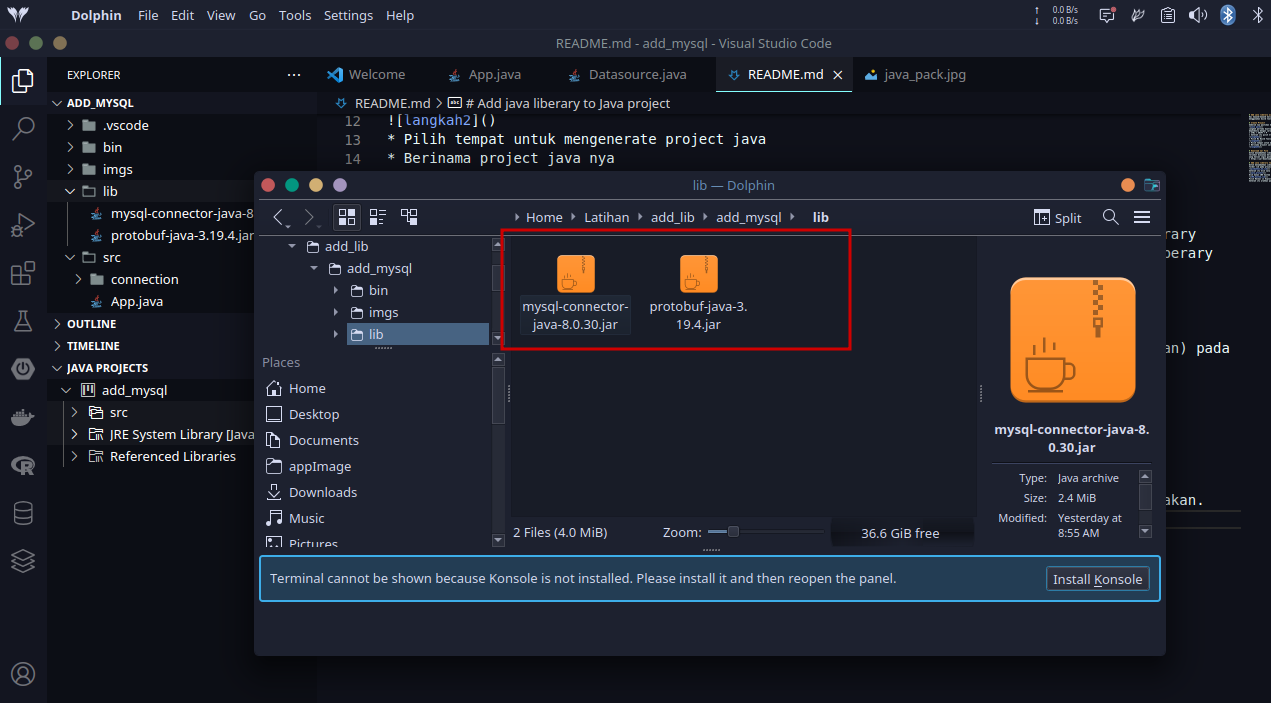 Dolphin File Edit View Go Tools Settings Help
0.0 B/s
0.0 B/s
README.md - add_mysql - Visual Studio Code
EXPLORER
Welcome App.java Datasource.java README.md java_pack.jpg
README.md > # Add java liberary to Java project
ADD_MYSQL
.vscode
bin
imgs
lib
mysql-connector-java-8
protobuf-java-3.19.4.jar
src
connection
App.java
OUTLINE
TIMELINE
JAVA PROJECTS
add_mysql
src
JRE System Library [Java
Referenced Libraries
12 ![langkah2]()
13 * Pilih tempat untuk mengenerate project java
14 * Berinama project java nya
rary
erary
an) pada
akan.
lib — Dolphin
Home Latihan add_lib add_mysql lib
Split
add_lib
add_mysql
bin
imgs
lib
Places
Home
Desktop
Documents
appImage
Downloads
Music
Pictures
mysql-connector-
java-8.0.30.jar
protobuf-java-3.
19.4.jar
2 Files (4.0 MiB)
Zoom:
36.6 GiB free
mysql-connector-java-8.
0.30.jar
Type: Java archive
Size: 2.4 MiB
Modified: Yesterday at
8:55 AM
Terminal cannot be shown because Konsole is not installed. Please install it and then reopen the panel.
Install Konsole